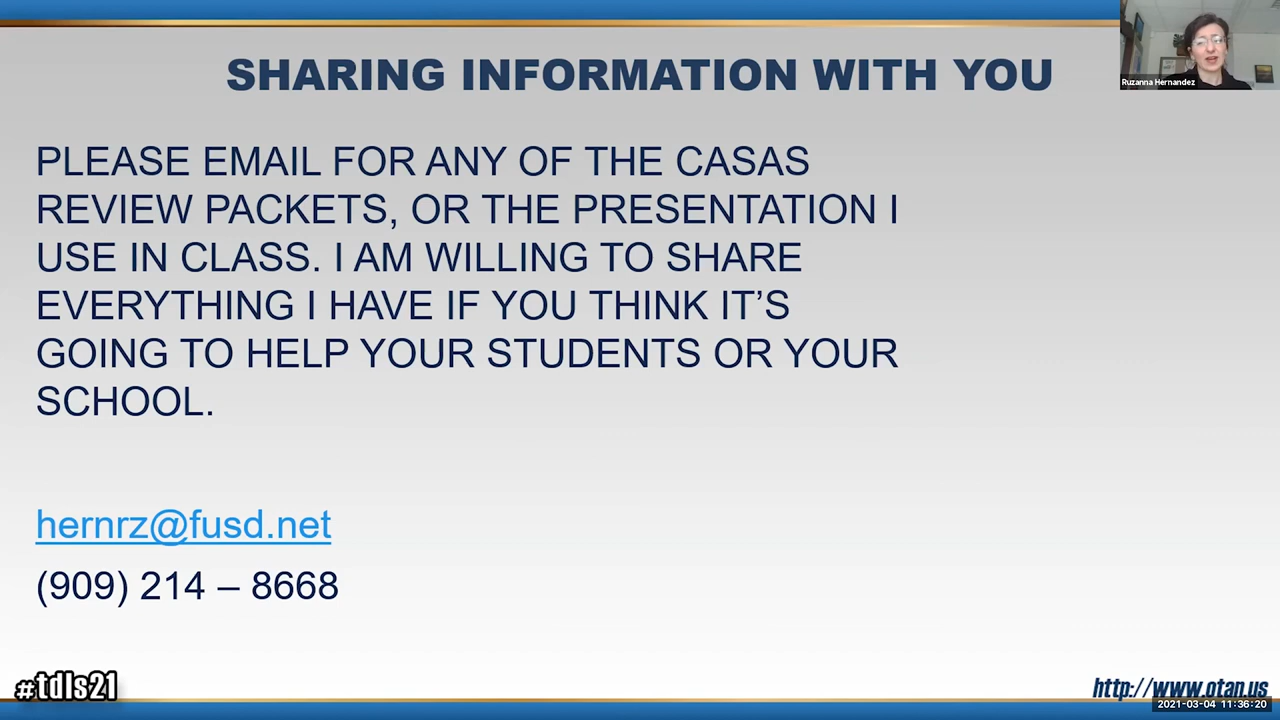 SHARING INFORMATION WITH YOU
Ruzanna Hernandez
PLEASE EMAIL FOR ANY OF THE CASAS
REVIEW PACKETS, OR THE PRESENTATION I
USE IN CLASS. I AM WILLING TO SHARE
EVERYTHING I HAVE IF YOU THINK IT’S
GOING TO HELP YOUR STUDENTS OR YOUR
SCHOOL.
hernrz@fusd.net
(909) 214 – 8668
#tdls21
http://www.otan.us
2021-03-04 11:36:20